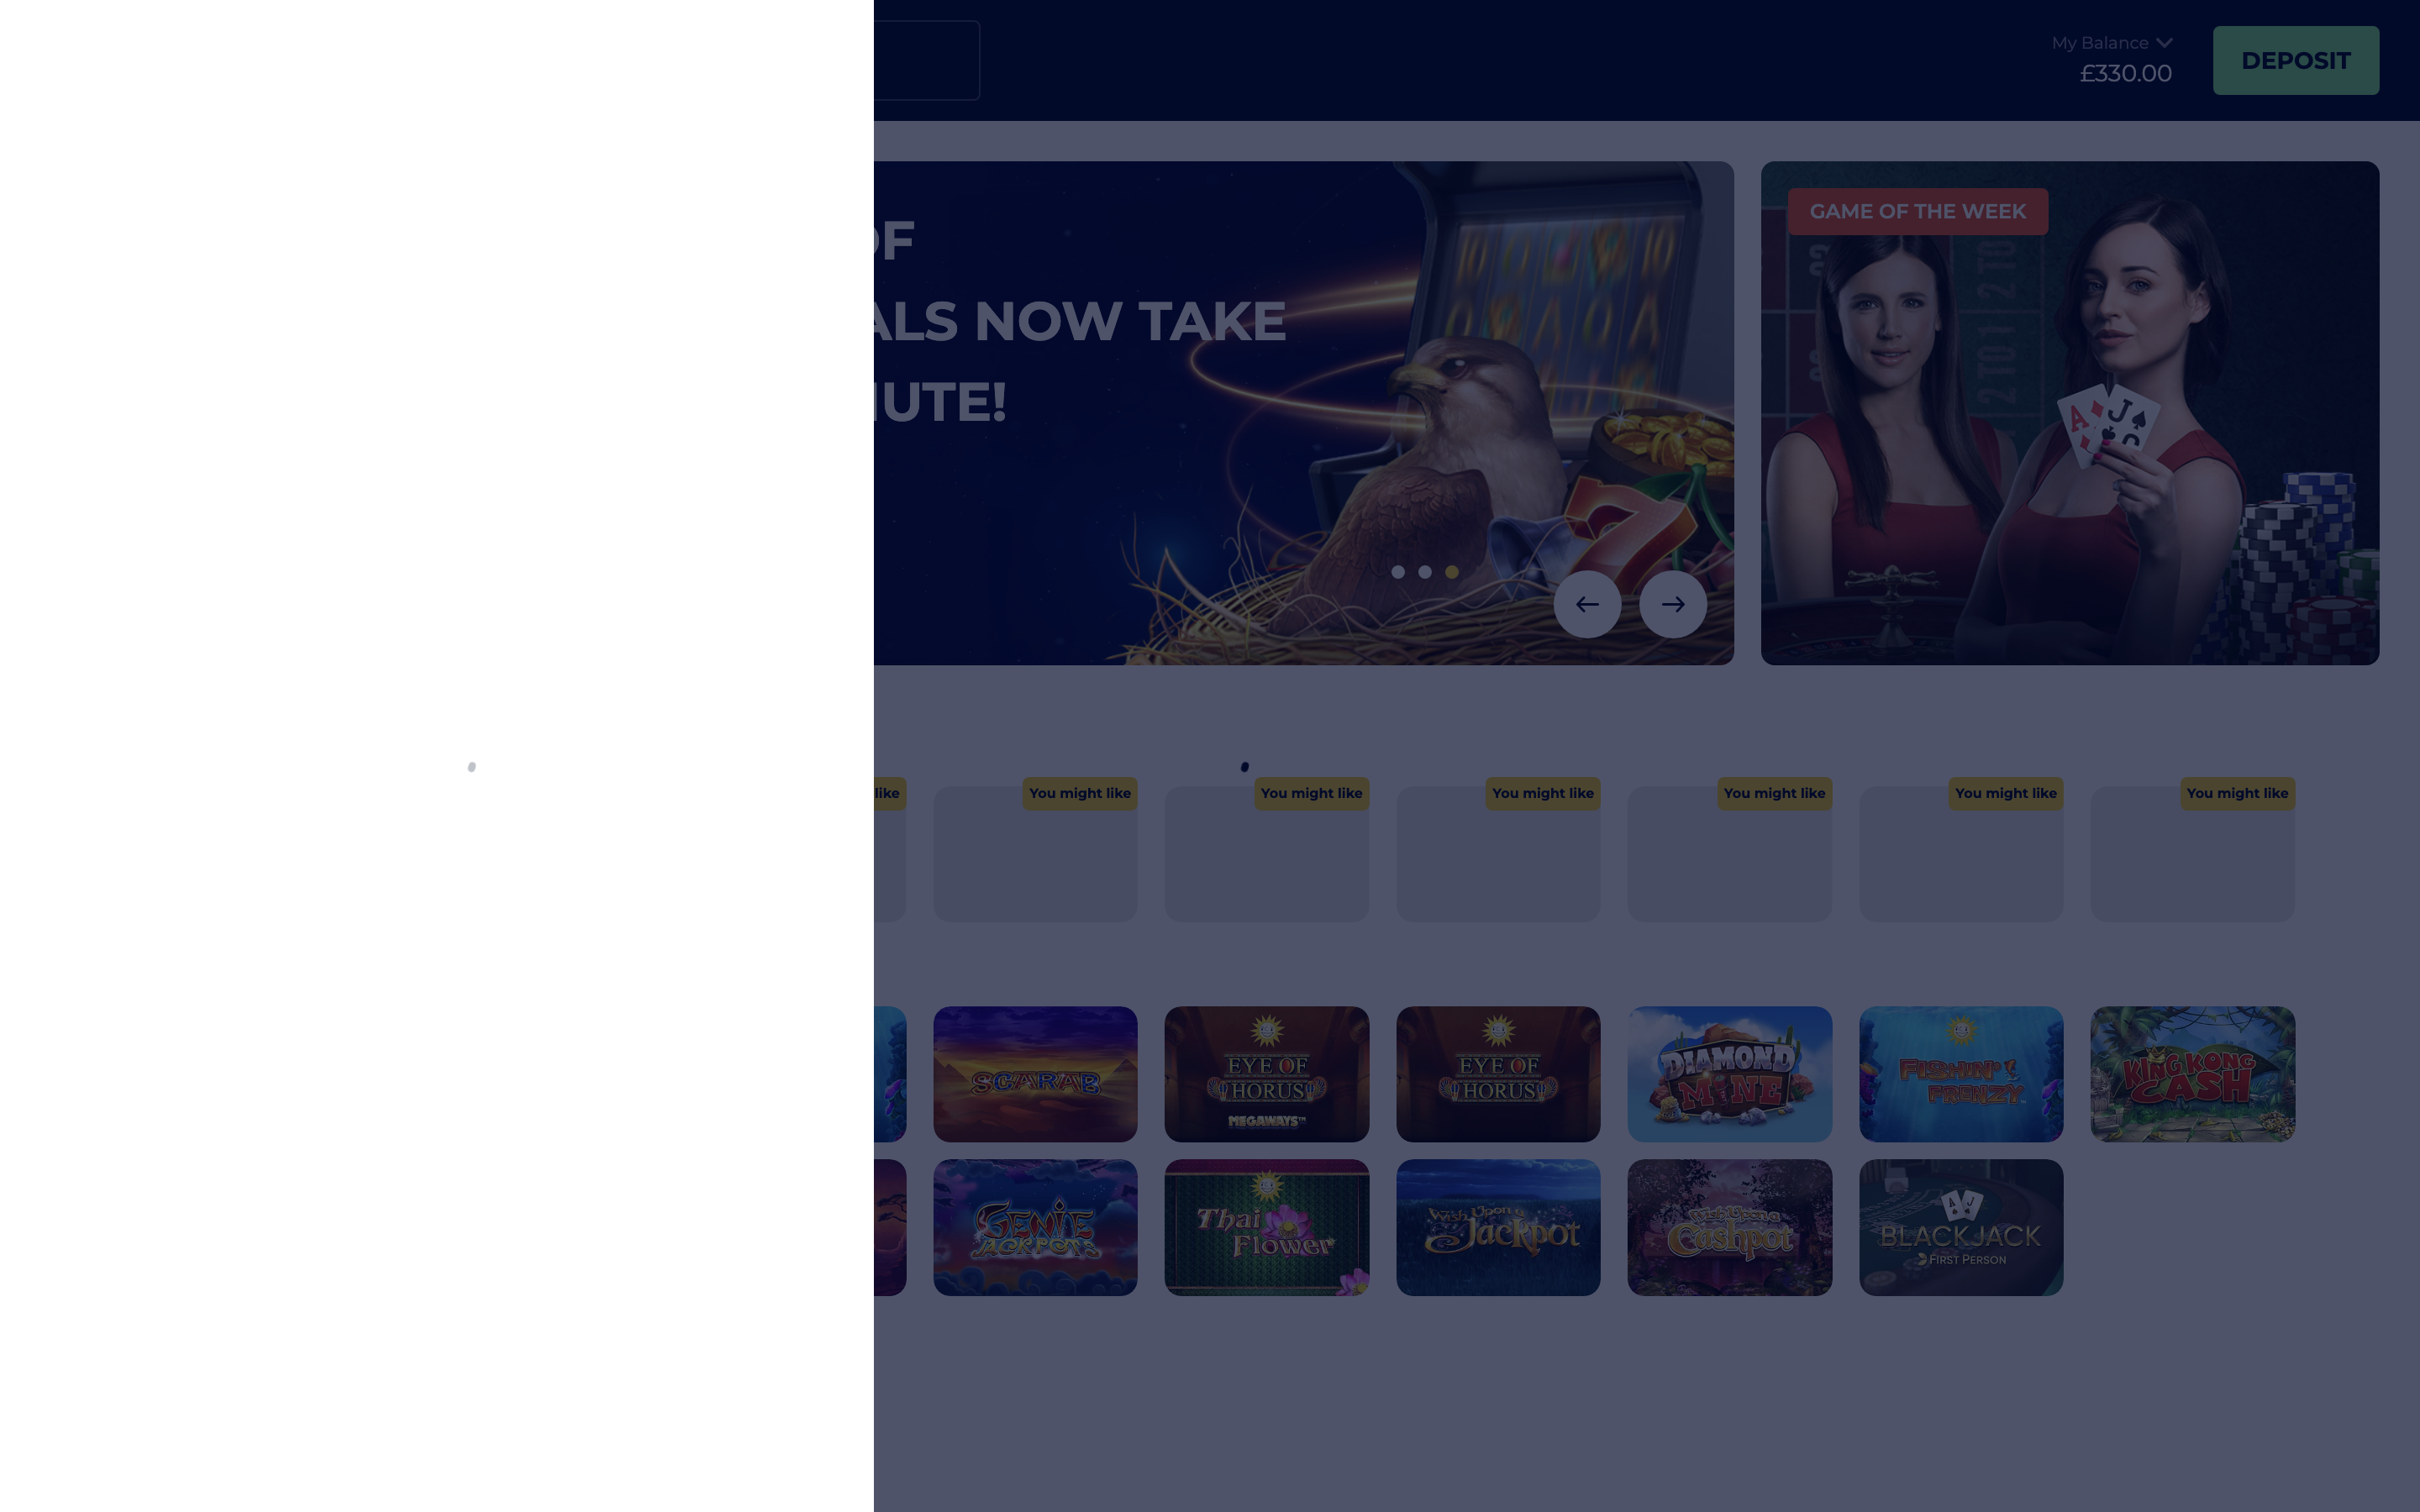 My Balance
£330.00
DEPOSIT
OF
ALS NOW TAKE
UTE!
GAME OF THE WEEK
like
You might like
You might like
You might like
You might like
You might like
You might like
SCARAB
EYE OF
HORUS
MEGAWAYS™
EYE OF
HORUS
DIAMOND
MINE
FISHIN'
FRENZY
KING KONG
CASH
GENIE
JACKPOTS
Thai
Flower
Wish Upon a
Jackpot
Wish Upon a
Cashpot
BLACKJACK
FIRST PERSON